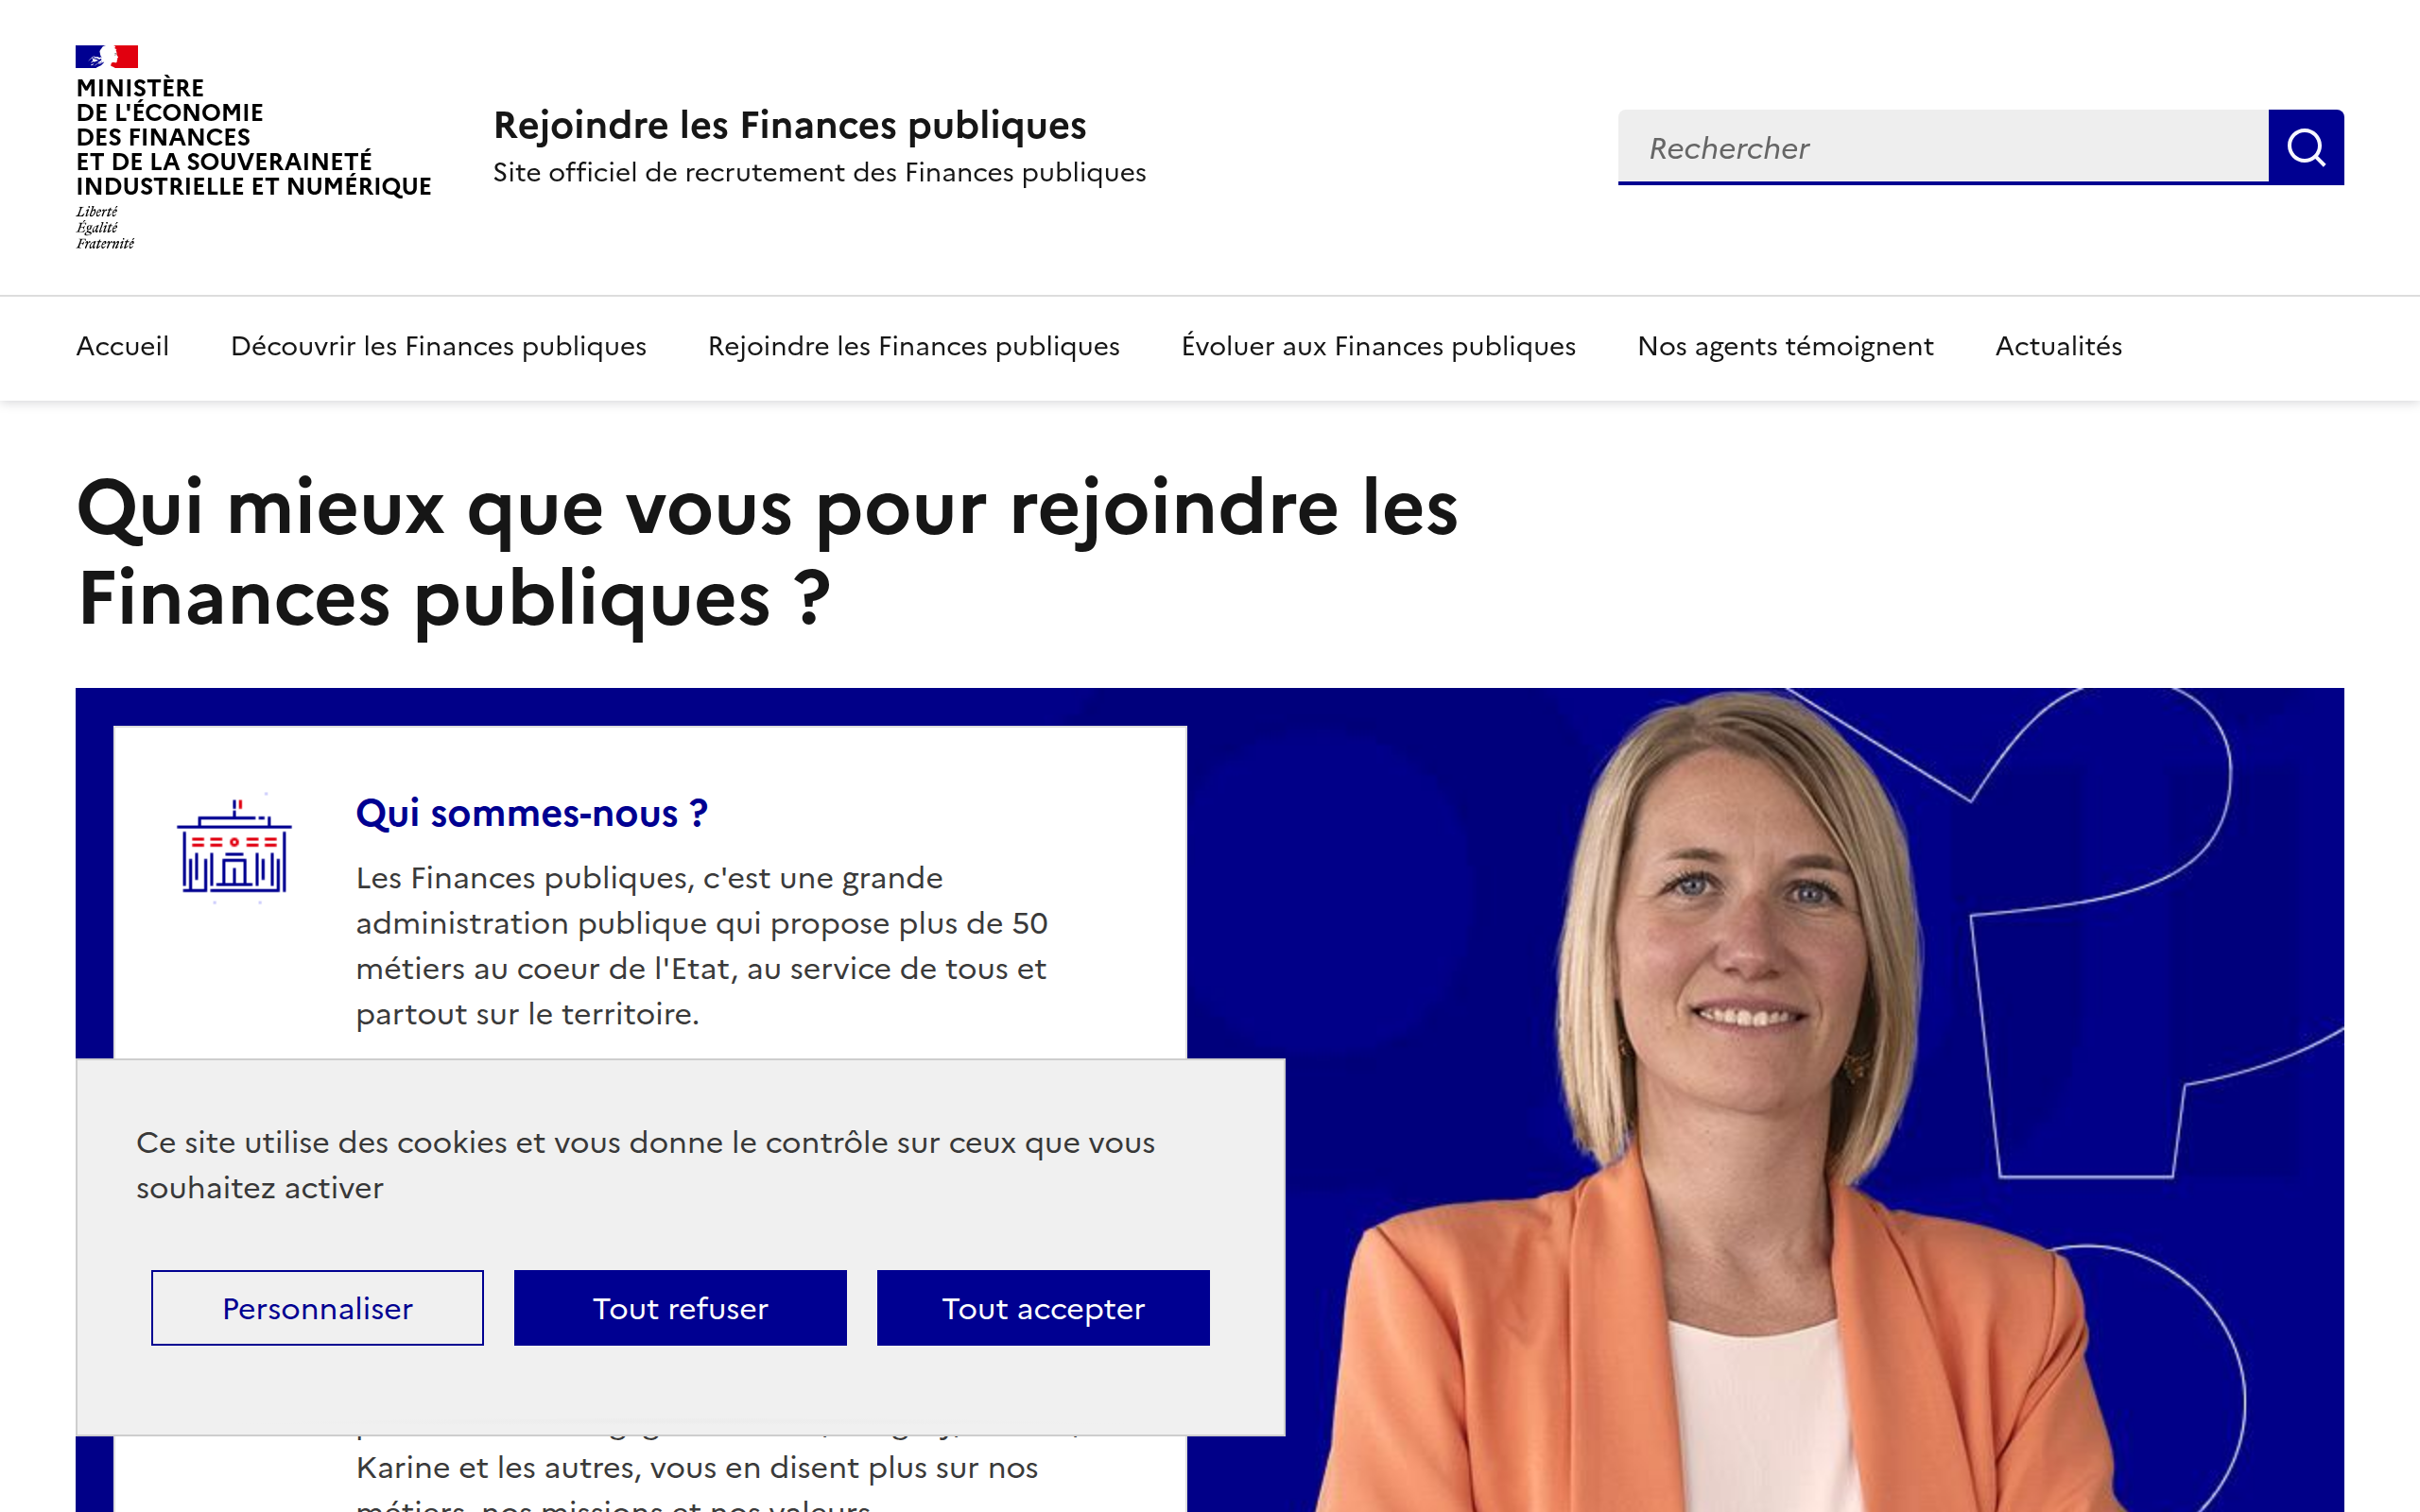 MINISTÈRE
DE L'ÉCONOMIE
DES FINANCES
ET DE LA SOUVERAINETÉ
INDUSTRIELLE ET NUMÉRIQUE
Liberté
Égalité
Fraternité
Rejoindre les Finances publiques
Site officiel de recrutement des Finances publiques
Rechercher
Accueil Découvrir les Finances publiques Rejoindre les Finances publiques Évoluer aux Finances publiques Nos agents témoignent Actualités
Qui mieux que vous pour rejoindre les
Finances publiques ?
Qui sommes-nous ?
Les Finances publiques, c'est une grande
administration publique qui propose plus de 50
métiers au coeur de l'Etat, au service de tous et
partout sur le territoire.
Ce site utilise des cookies et vous donne le contrôle sur ceux que vous
souhaitez activer
Personnaliser Tout refuser Tout accepter
Karine et les autres, vous en disent plus sur nos
métiers, nos missions et nos valeurs